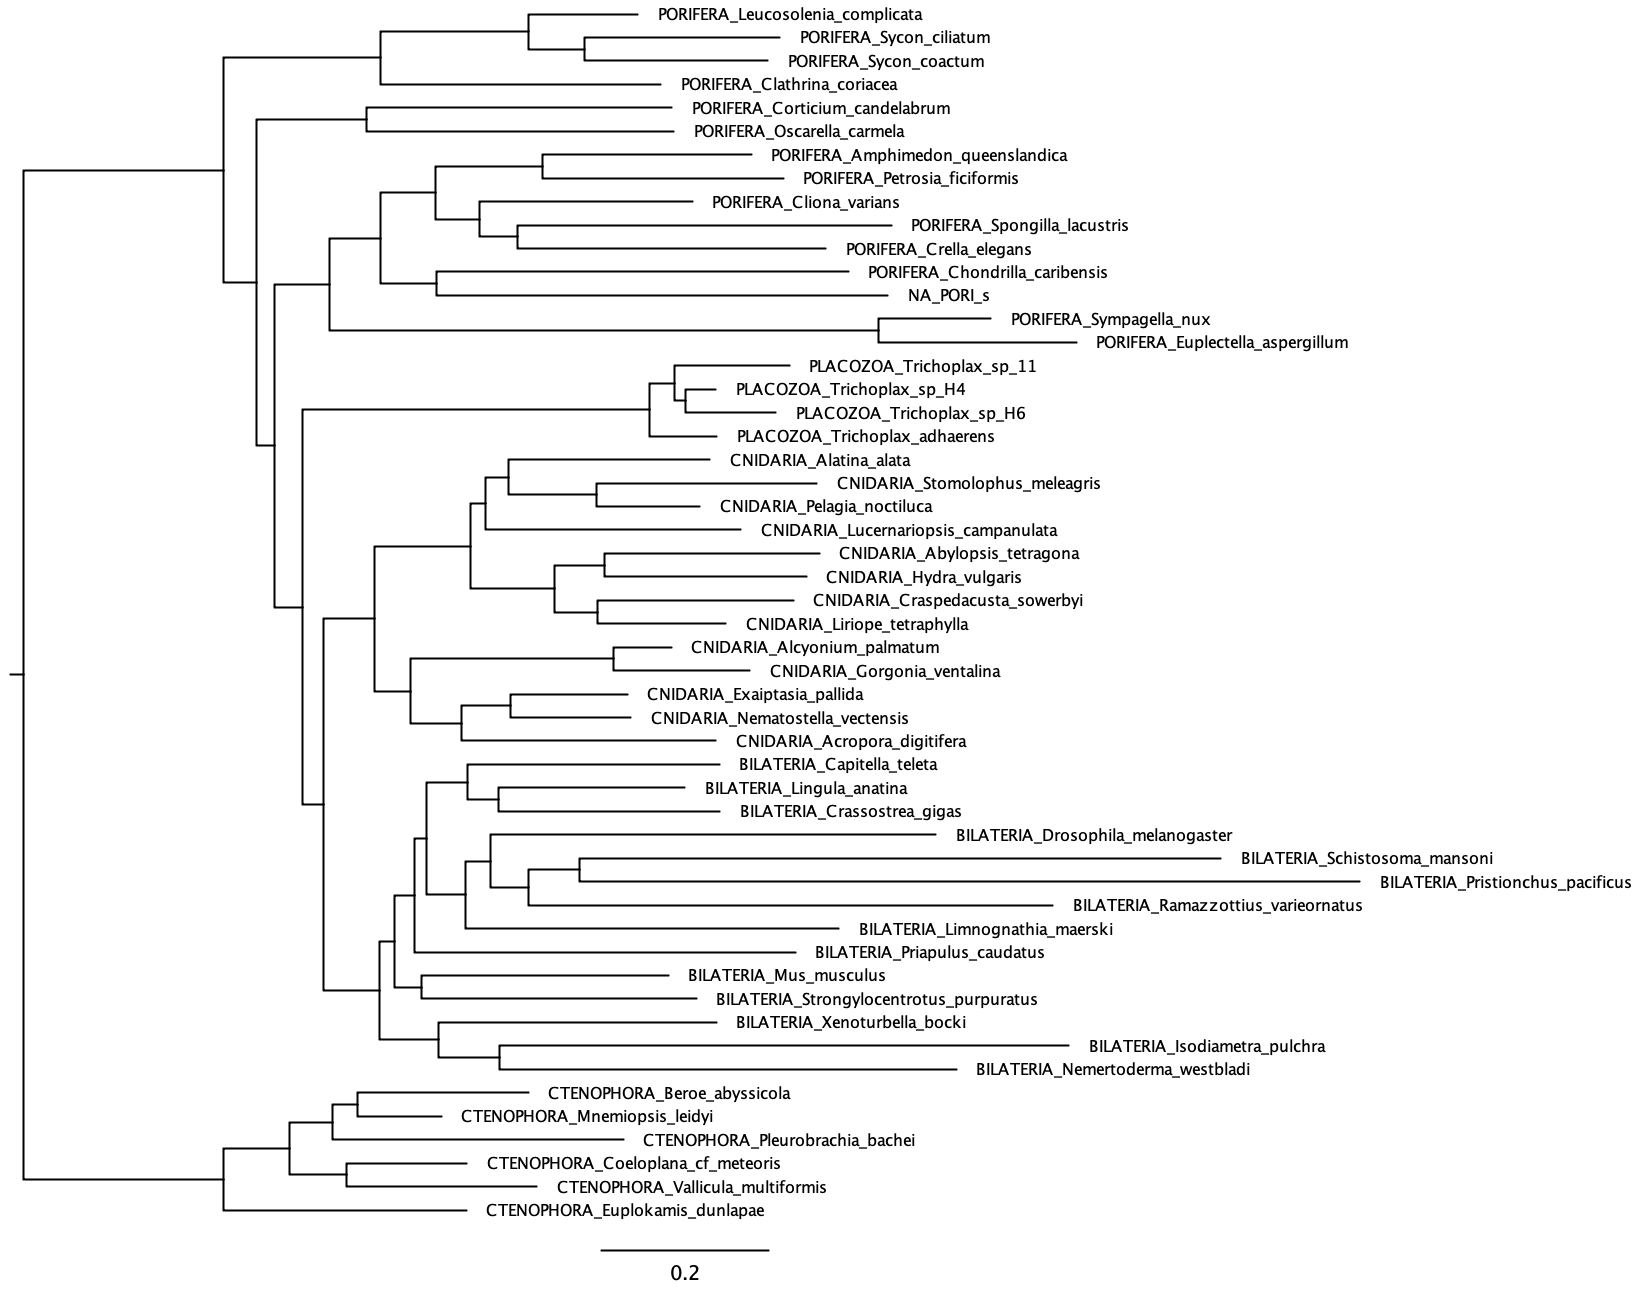 PORIFERA_Leucosolenia_complicata
PORIFERA_Sycon_ciliatum
PORIFERA_Sycon_coactum
PORIFERA_Clathrina_coriacea
PORIFERA_Corticium_candelabrum
PORIFERA_Oscarella_carmela
PORIFERA_Amphimedon_queenslandica
PORIFERA_Petrosia_ficiformis
PORIFERA_Cliona_varians
PORIFERA_Spongilla_lacustris
PORIFERA_Crella_elegans
PORIFERA_Chondrilla_caribensis
NA_PORI_s
PORIFERA_Sympagella_nux
PORIFERA_Euplectella_aspergillum
PLACOZOA_Trichoplax_sp_11
PLACOZOA_Trichoplax_sp_H4
PLACOZOA_Trichoplax_sp_H6
PLACOZOA_Trichoplax_adhaerens
CNIDARIA_Alatina_alata
CNIDARIA_Stomolophus_meleagris
CNIDARIA_Pelagia_noctiluca
CNIDARIA_Lucernariopsis_campanulata
CNIDARIA_Abylopsis_tetragona
CNIDARIA_Hydra_vulgaris
CNIDARIA_Craspedacusta_sowerbyi
CNIDARIA_Liriope_tetraphylla
CNIDARIA_Alcyonium_palmatum
CNIDARIA_Gorgonia_ventalina
CNIDARIA_Exaiptasia_pallida
CNIDARIA_Nematostella_vectensis
CNIDARIA_Acropora_digitifera
BILATERIA_Capitella_teleta
BILATERIA_Lingula_anatina
BILATERIA_Crassostrea_gigas
BILATERIA_Drosophila_melanogaster
BILATERIA_Schistosoma_mansoni
BILATERIA_Pristionchus_pacificus
BILATERIA_Ramazzottius_varieornatus
BILATERIA_Limnognathia_maerski
BILATERIA_Priapulus_caudatus
BILATERIA_Mus_musculus
BILATERIA_Strongylocentrotus_purpuratus
BILATERIA_Xenoturbella_bocki
BILATERIA_Isodiametra_pulchra
BILATERIA_Nemertoderma_westbladi
CTENOPHORA_Beroe_abyssicola
CTENOPHORA_Mnemiopsis_leidyi
CTENOPHORA_Pleurobrachia_bachei
CTENOPHORA_Coeloplana_cf_meteoris
CTENOPHORA_Vallicula_multiformis
CTENOPHORA_Euplokamis_dunlapae
0.2